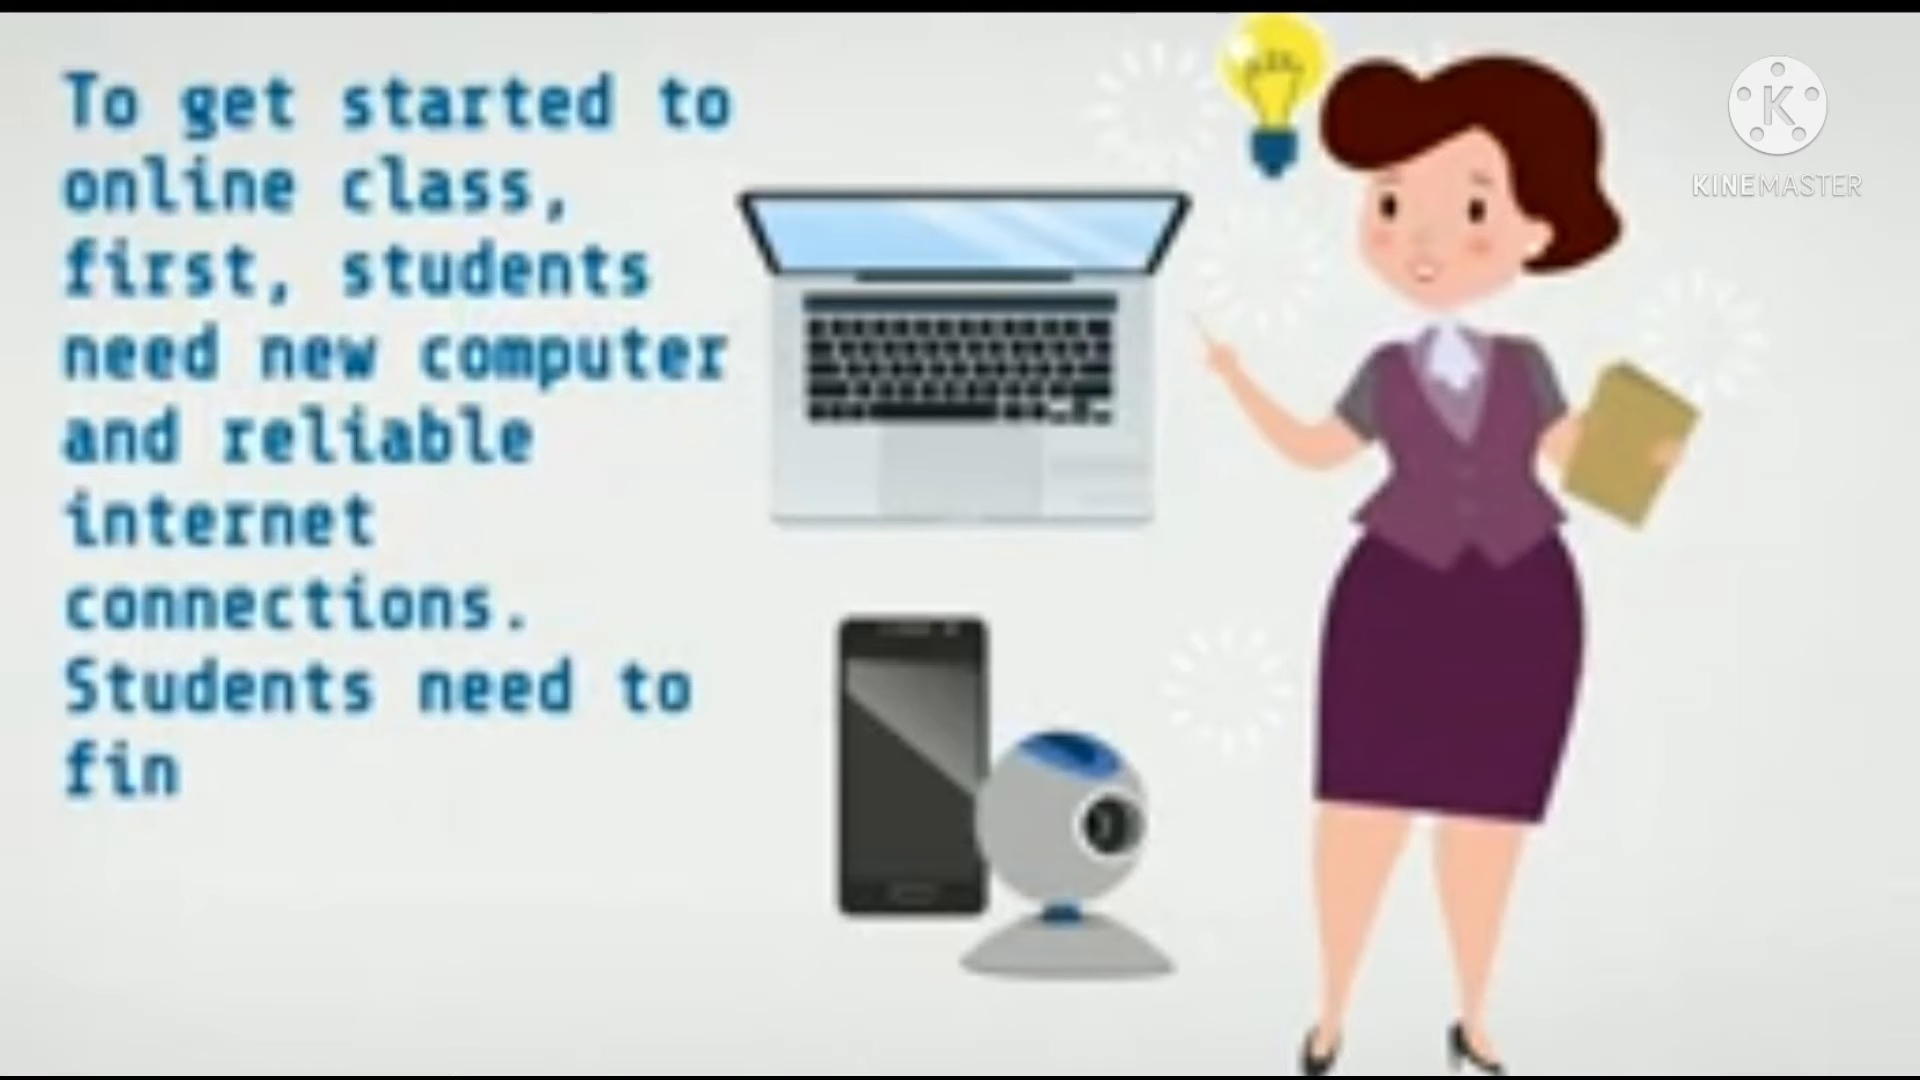 To get started to
online class,
first, students
need new computer
and reliable
internet
connections.
Students need to
fin
K
KINEMASTER